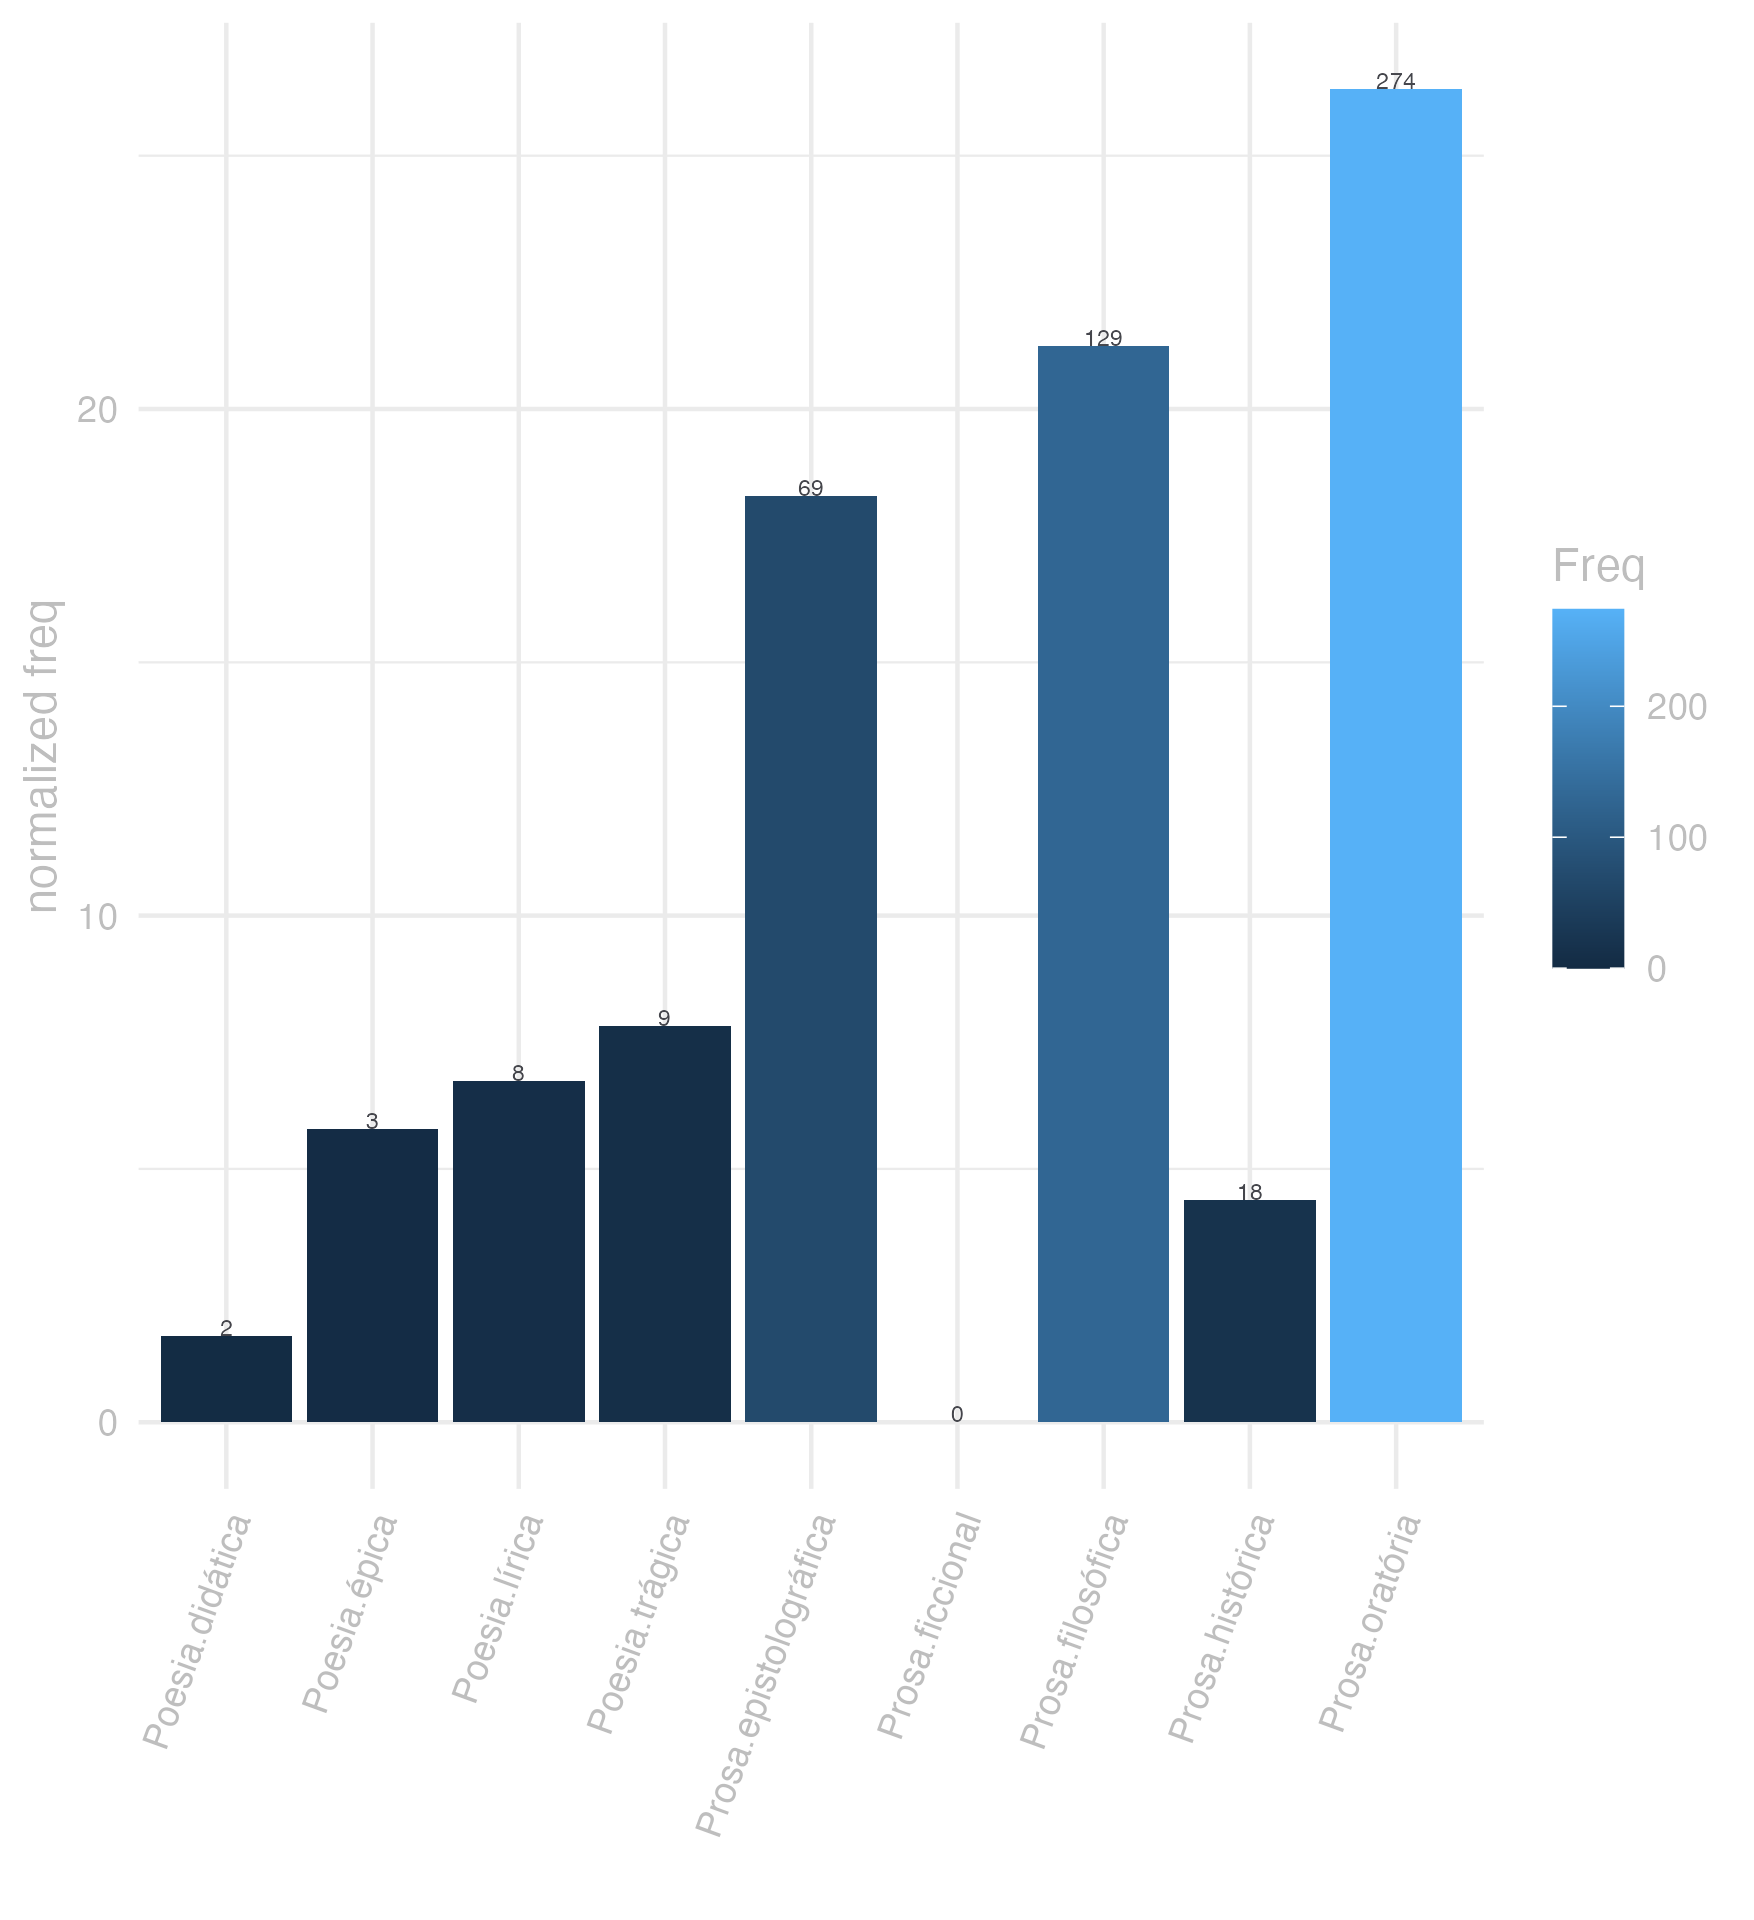 274
129
20
69
normalized freq
Freq
200
100
0
10
9
8
3
18
2
0
0
Poesia.didática
Poesia.épica
Poesia.lírica
Poesia.trágica
Prosa.epistolográfica
Prosa.ficcional
Prosa.filosófica
Prosa.histórica
Prosa.oratória